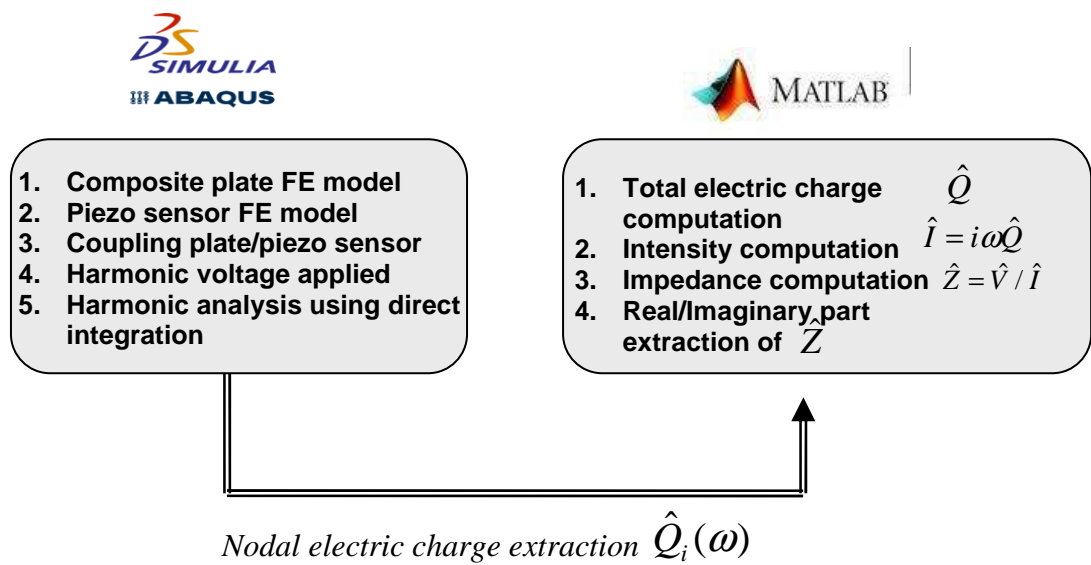 DS
SIMULIA
ABAQUS
MATLAB
1. Composite plate FE model
2. Piezo sensor FE model
3. Coupling plate/piezo sensor
4. Harmonic voltage applied
5. Harmonic analysis using direct
integration
1. Total electric charge Q̂
computation
2. Intensity computation Î = iωQ̂
3. Impedance computation Ẑ = V̂ / Î
4. Real/Imaginary part
extraction of Ẑ
Nodal electric charge extraction Q̂ᵢ(ω)